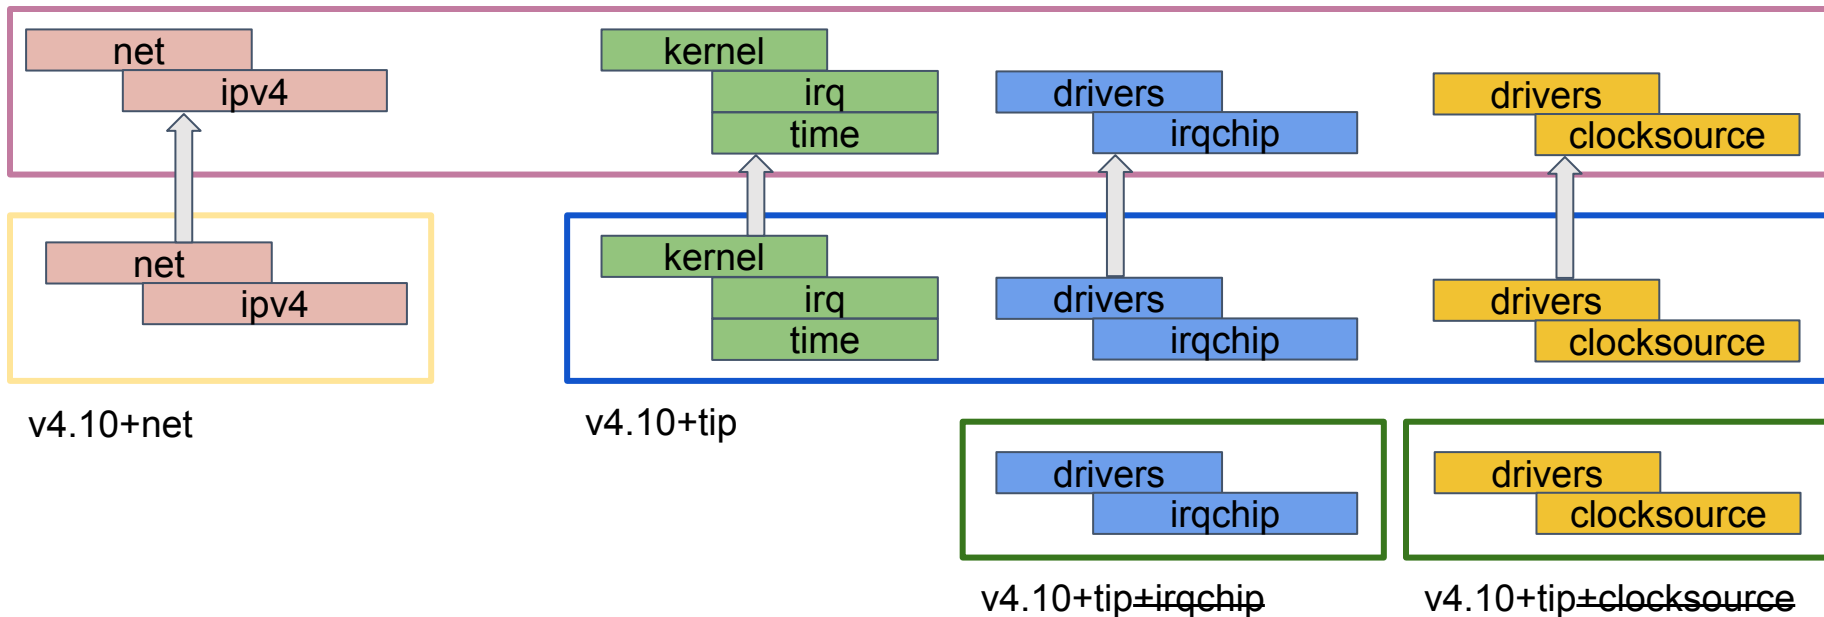 net
ipv4
kernel
irq
time
drivers
irqchip
drivers
clocksource
net
ipv4
kernel
irq
time
drivers
irqchip
drivers
clocksource
v4.10+net
v4.10+tip
drivers
irqchip
drivers
clocksource
v4.10+tip+irqchip
v4.10+tip+clocksource